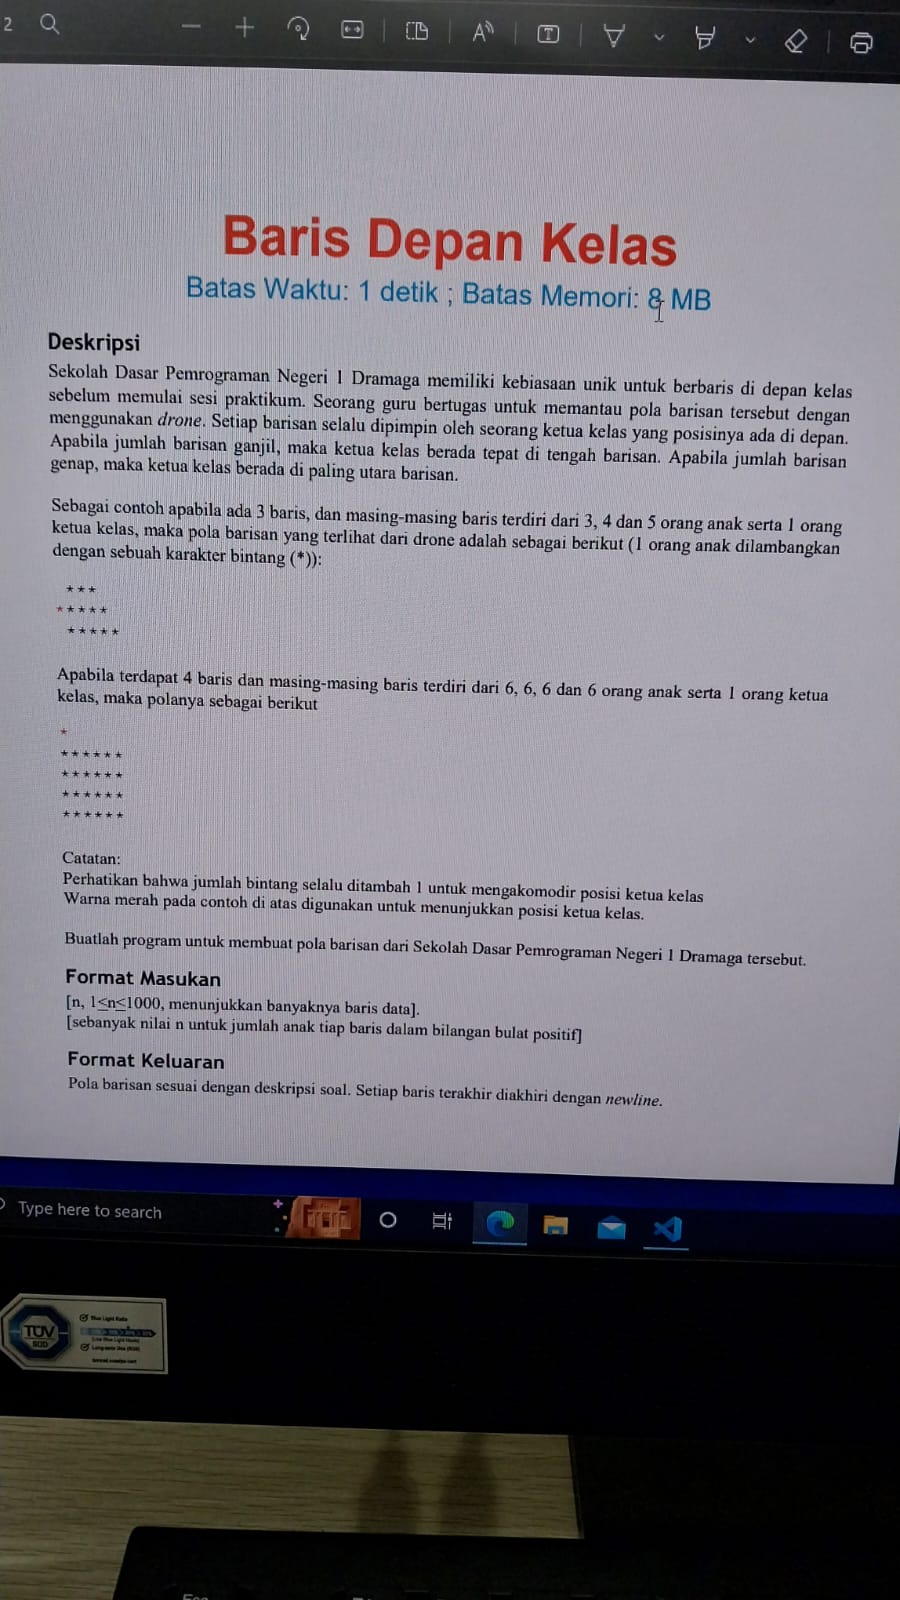 2
Baris Depan Kelas
Batas Waktu: 1 detik ; Batas Memori: 8 MB
Deskripsi
Sekolah Dasar Pemrograman Negeri 1 Dramaga memiliki kebiasaan unik untuk berbaris di depan kelas
sebelum memulai sesi praktikum. Seorang guru bertugas untuk memantau pola barisan tersebut dengan
menggunakan drone. Setiap barisan selalu dipimpin oleh seorang ketua kelas yang posisinya ada di depan.
Apabila jumlah barisan ganjil, maka ketua kelas berada tepat di tengah barisan. Apabila jumlah barisan
genap, maka ketua kelas berada di paling utara barisan.
Sebagai contoh apabila ada 3 baris, dan masing-masing baris terdiri dari 3, 4 dan 5 orang anak serta 1 orang
ketua kelas, maka pola barisan yang terlihat dari drone adalah sebagai berikut (1 orang anak dilambangkan
dengan sebuah karakter bintang (*)):
***
*****
*****
Apabila terdapat 4 baris dan masing-masing baris terdiri dari 6, 6, 6 dan 6 orang anak serta 1 orang ketua
kelas, maka polanya sebagai berikut
*
******
******
******
******
Catatan:
Perhatikan bahwa jumlah bintang selalu ditambah 1 untuk mengakomodir posisi ketua kelas
Warna merah pada contoh di atas digunakan untuk menunjukkan posisi ketua kelas.
Buatlah program untuk membuat pola barisan dari Sekolah Dasar Pemrograman Negeri 1 Dramaga tersebut.
Format Masukan
[n, 1≤n≤1000, menunjukkan banyaknya baris data].
[sebanyak nilai n untuk jumlah anak tiap baris dalam bilangan bulat positif]
Format Keluaran
Pola barisan sesuai dengan deskripsi soal. Setiap baris terakhir diakhiri dengan newline.
Type here to search
TÜV
SÜD